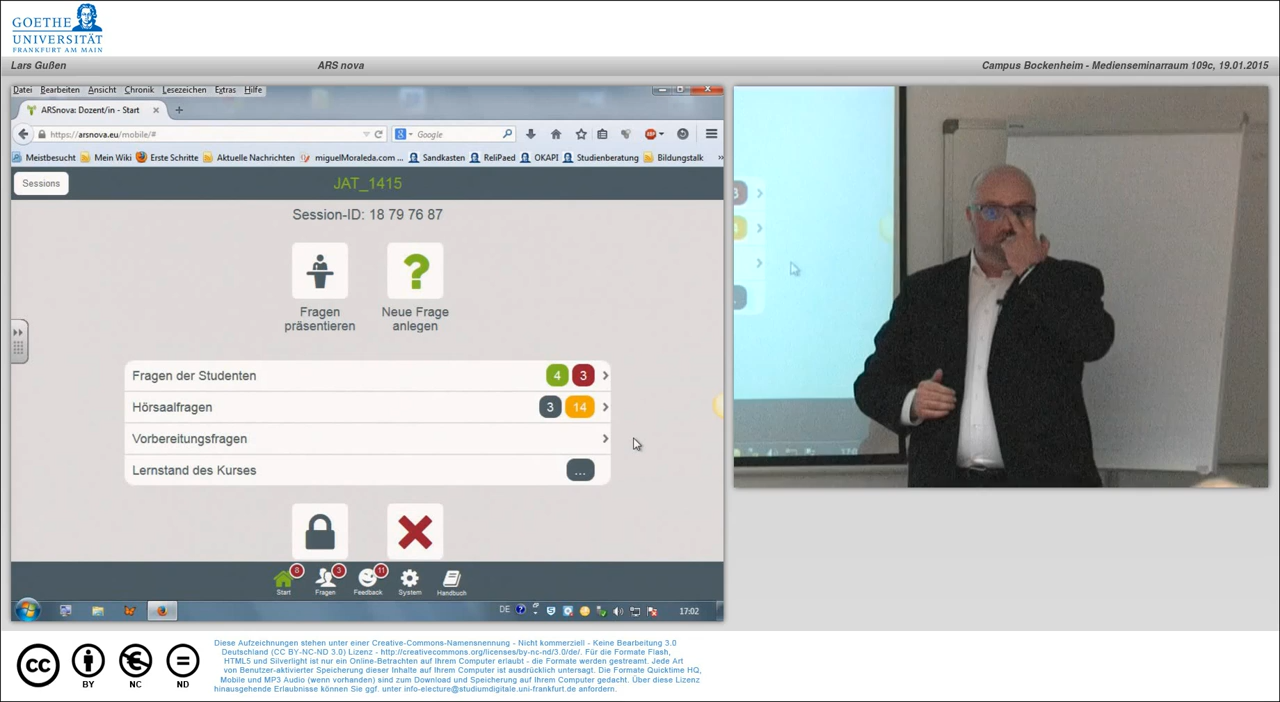 GOETHE
UNIVERSITÄT
FRANKFURT AM MAIN
Lars Gußen
ARS nova
Campus Bockenheim - Medienseminarraum 109c, 19.01.2015
Datei Bearbeiten Ansicht Chronik Lesezeichen Extras Hilfe
ARSnova: Dozent/in - Start
https://arsnova.eu/mobile/#
Google
Meistbesucht Mein Wiki Erste Schritte Aktuelle Nachrichten miguelMoraleda.com ... Sandkasten ReliPaed OKAPI Studienberatung Bildungstalk
Sessions
JAT_1415
Session-ID: 18 79 76 87
Fragen präsentieren
Neue Frage anlegen
Fragen der Studenten 4 3
Hörsaalfragen 3 14
Vorbereitungsfragen
Lernstand des Kurses ...
8 3 11
Start Fragen Feedback System Handbuch
DE 17:02
cc BY NC ND
Diese Aufzeichnungen stehen unter einer Creative-Commons-Namensnennung - Nicht kommerziell - Keine Bearbeitung 3.0
Deutschland (CC BY-NC-ND 3.0) Lizenz - http://creativecommons.org/licenses/by-nc-nd/3.0/de/. Für die Formate Flash,
HTML5 und Silverlight ist nur ein Online-Betrachten auf Ihrem Computer erlaubt - die Formate werden gestreamt. Jede Art
von Benutzer-aktivierter Speicherung dieser Inhalte auf Ihrem Computer ist ausdrücklich untersagt. Die Formate Quicktime HQ,
Mobile und MP3 Audio (wenn vorhanden) sind zum Download und Speicherung auf Ihrem Computer gedacht. Über diese Lizenz
hinausgehende Erlaubnisse können Sie ggf. unter info-electure@studiumdigitale.uni-frankfurt.de anfordern.